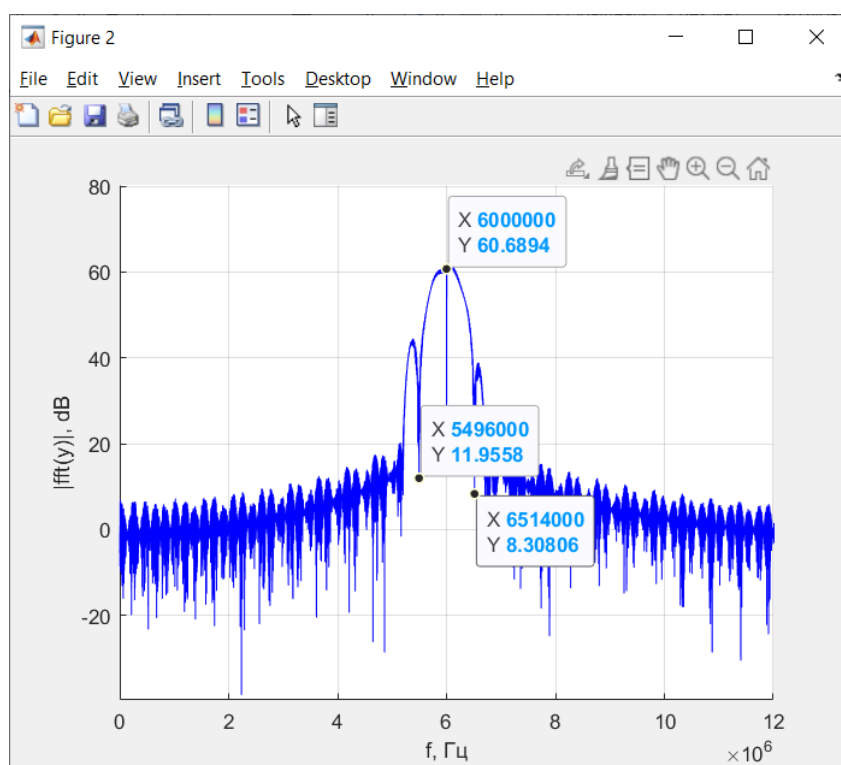 Figure 2
File Edit View Insert Tools Desktop Window Help
80
X 6000000
Y 60.6894
60
40
|fft(y)|, dB
X 5496000
Y 11.9558
20
X 6514000
Y 8.30806
0
-20
0 2 4 6 8 10 12
f, Гц
×10^6